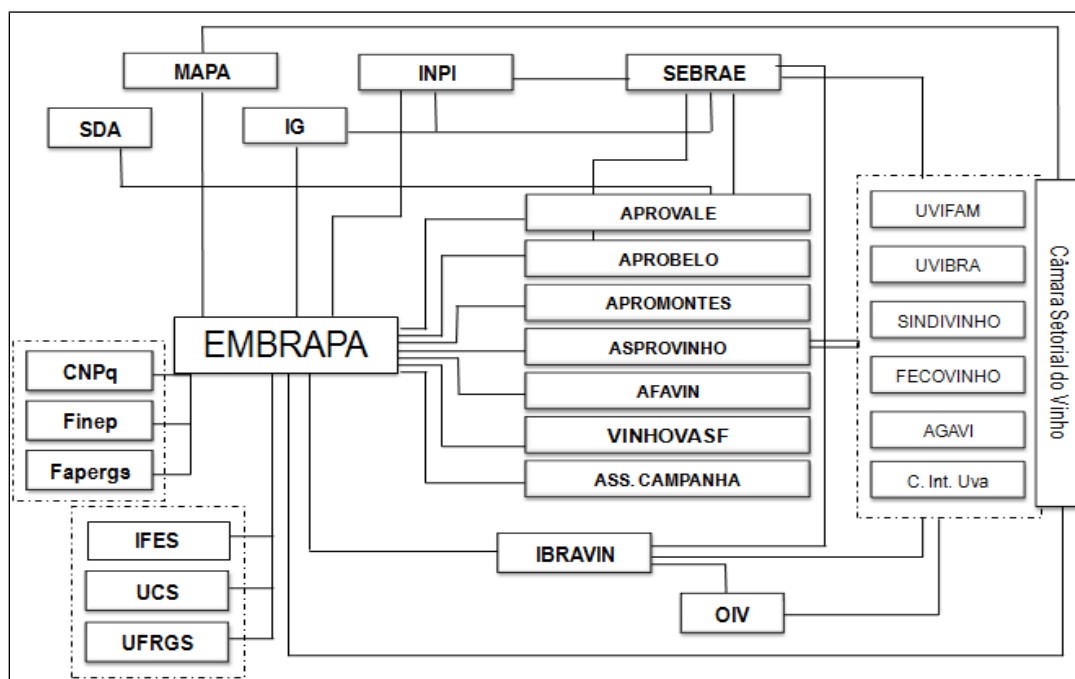 MAPA
INPI
SEBRAE
SDA
IG
APROVALE
APROBELO
APROMONTES
ASPROVINHO
AFAVIN
VINHOVASF
ASS. CAMPANHA
EMBRAPA
CNPq
Finep
Fapergs
IFES
UCS
UFRGS
IBRAVIN
OIV
UVIFAM
UVIBRA
SINDIVINHO
FECOVINHO
AGAVI
C. Int. Uva
Câmara Setorial do Vinho